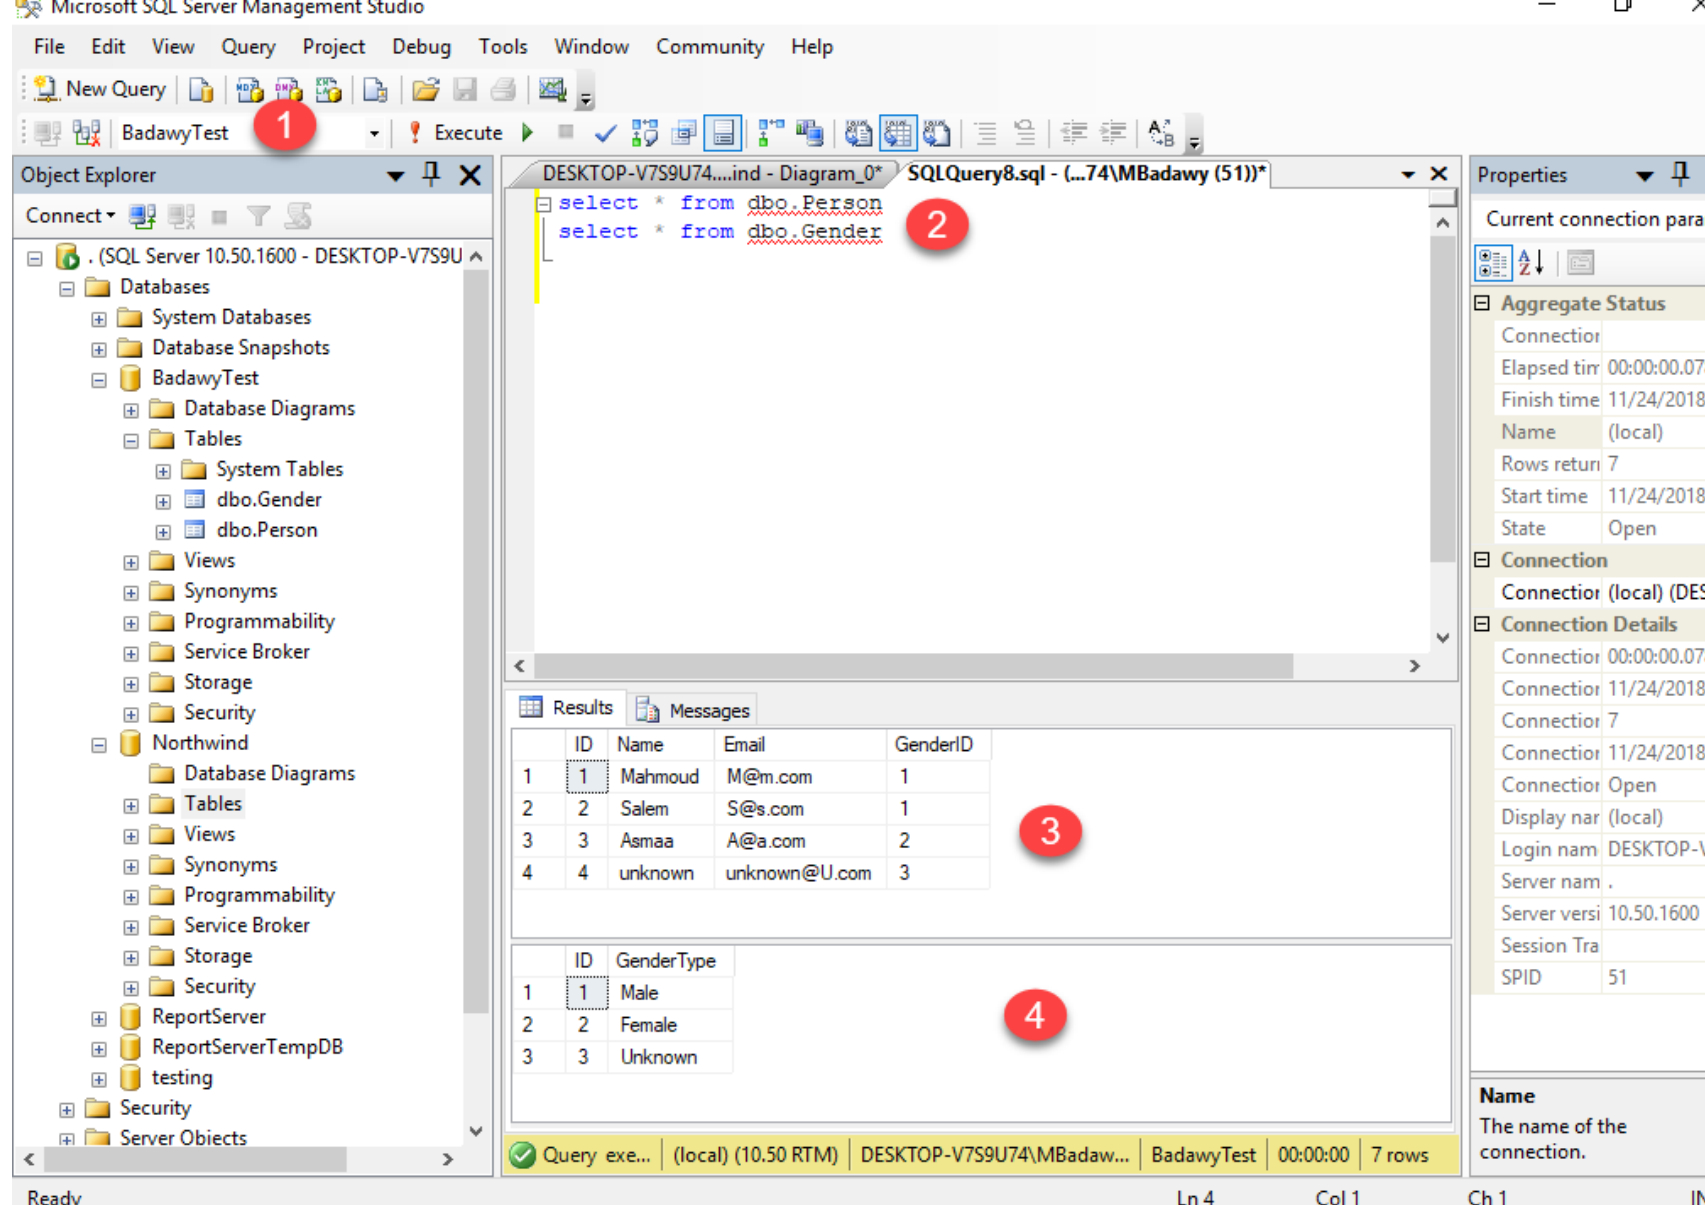 Microsoft SQL Server Management Studio
File Edit View Query Project Debug Tools Window Community Help
New Query
BadawyTest 1 Execute
Object Explorer
Connect
. (SQL Server 10.50.1600 - DESKTOP-V7S9U
Databases
System Databases
Database Snapshots
BadawyTest
Database Diagrams
Tables
System Tables
dbo.Gender
dbo.Person
Views
Synonyms
Programmability
Service Broker
Storage
Security
Northwind
Database Diagrams
Tables
Views
Synonyms
Programmability
Service Broker
Storage
Security
ReportServer
ReportServerTempDB
testing
Security
Server Objects
DESKTOP-V7S9U74....ind - Diagram_0* SQLQuery8.sql - (...74\MBadawy (51))*
select * from dbo.Person
select * from dbo.Gender
2
Results Messages
ID Name Email GenderID
1 1 Mahmoud M@m.com 1
2 2 Salem S@s.com 1
3 3 Asmaa A@a.com 2
4 4 unknown unknown@U.com 3
3
ID GenderType
1 1 Male
2 2 Female
3 3 Unknown
4
Query exe... (local) (10.50 RTM) DESKTOP-V7S9U74\MBadaw... BadawyTest 00:00:00 7 rows
Properties
Current connection para
Aggregate Status
Connection
Elapsed tim 00:00:00.07
Finish time 11/24/2018
Name (local)
Rows return 7
Start time 11/24/2018
State Open
Connection
Connection (local) (DES
Connection Details
Connection 00:00:00.07
Connection 11/24/2018
Connection 7
Connection 11/24/2018
Connection Open
Display nar (local)
Login nam DESKTOP-V
Server nam .
Server versi 10.50.1600
Session Tra
SPID 51
Name
The name of the
connection.
Ready Ln 4 Col 1 Ch 1 IN